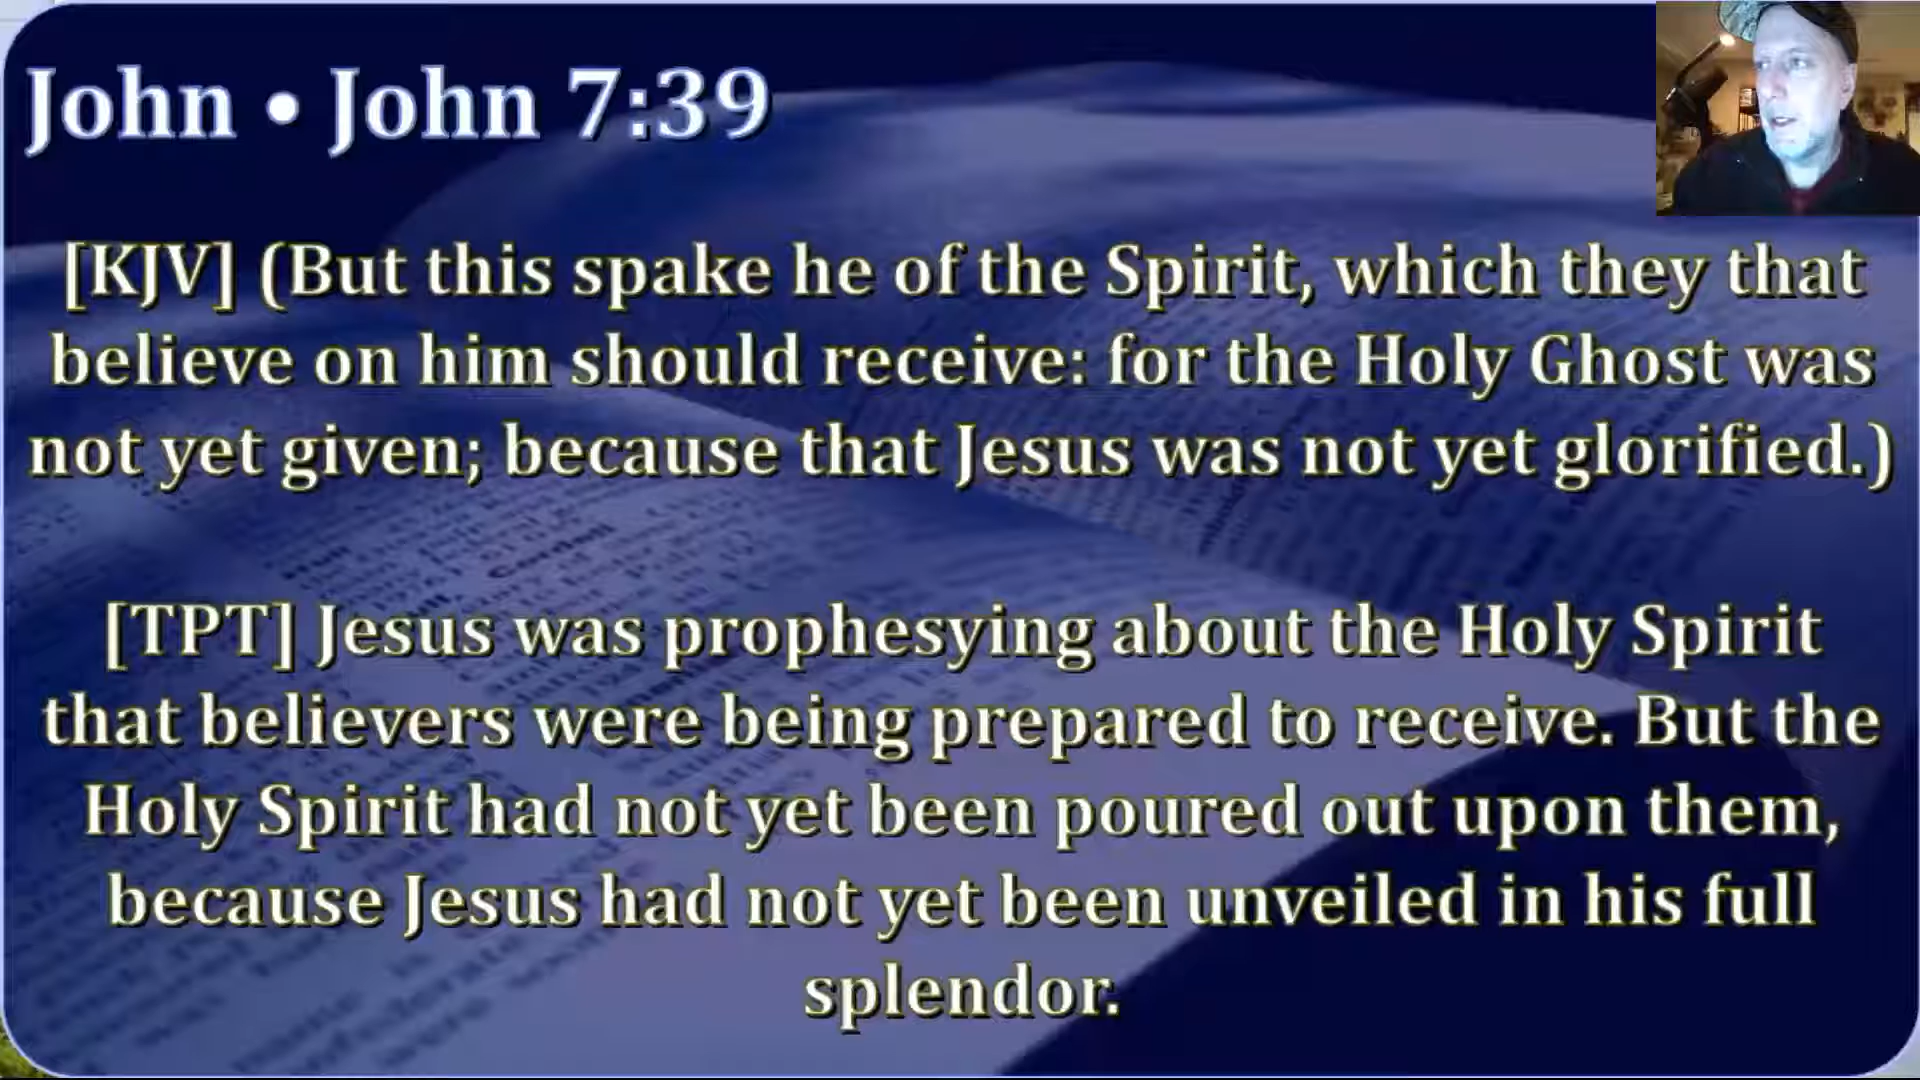 John • John 7:39
[KJV] (But this spake he of the Spirit, which they that
believe on him should receive: for the Holy Ghost was
not yet given; because that Jesus was not yet glorified.)
[TPT] Jesus was prophesying about the Holy Spirit
that believers were being prepared to receive. But the
Holy Spirit had not yet been poured out upon them,
because Jesus had not yet been unveiled in his full
splendor.